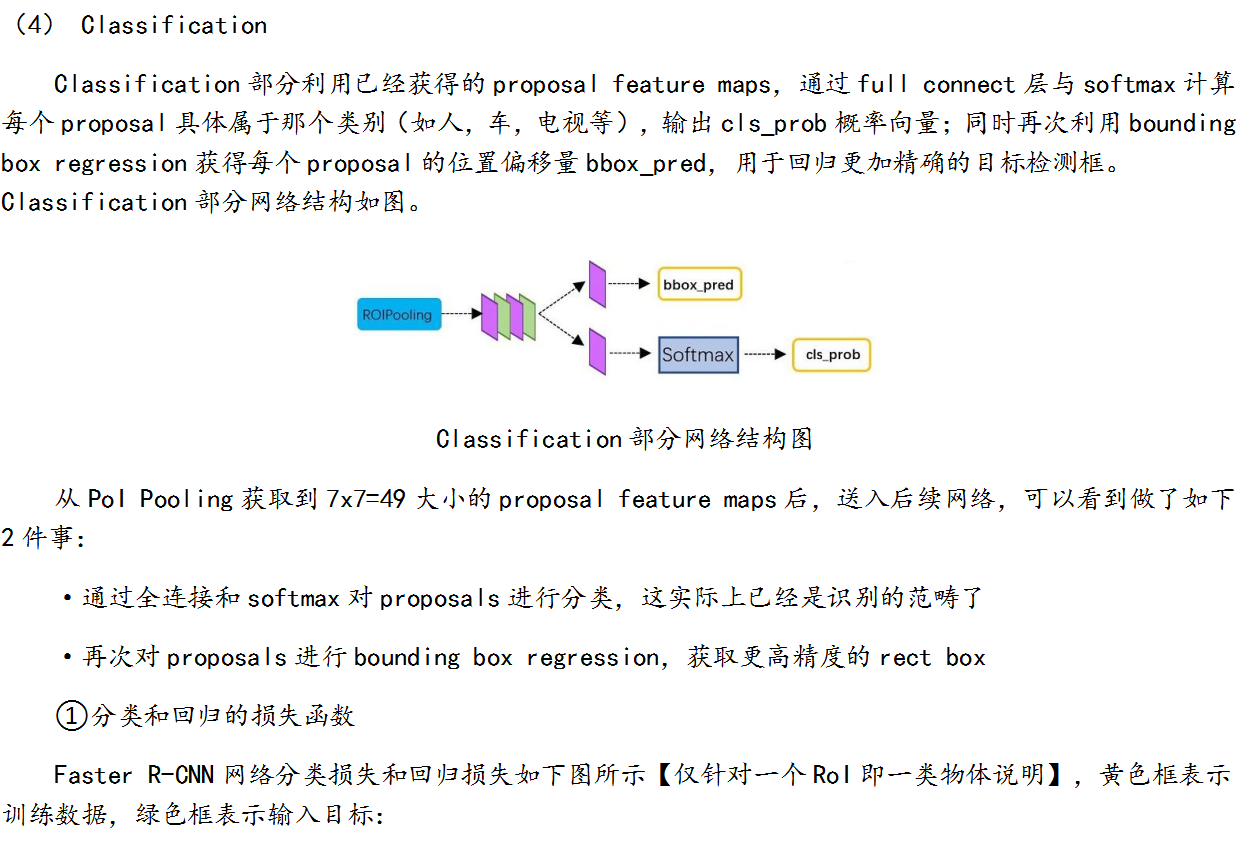 （4） Classification
Classification 部分利用已经获得的 proposal feature maps，通过 full connect 层与 softmax 计算
每个 proposal 具体属于那个类别（如人，车，电视等），输出 cls_prob 概率向量；同时再次利用 bounding
box regression 获得每个 proposal 的位置偏移量 bbox_pred，用于回归更加精确的目标检测框。
Classification 部分网络结构如图。
bbox_pred
ROIPooling
Softmax
cls_prob
Classification 部分网络结构图
从 PoI Pooling 获取到 7x7=49 大小的 proposal feature maps 后，送入后续网络，可以看到做了如下
2 件事：
·通过全连接和 softmax 对 proposals 进行分类，这实际上已经是识别的范畴了
·再次对 proposals 进行 bounding box regression，获取更高精度的 rect box
①分类和回归的损失函数
Faster R-CNN 网络分类损失和回归损失如下图所示【仅针对一个 RoI 即一类物体说明】，黄色框表示
训练数据，绿色框表示输入目标：